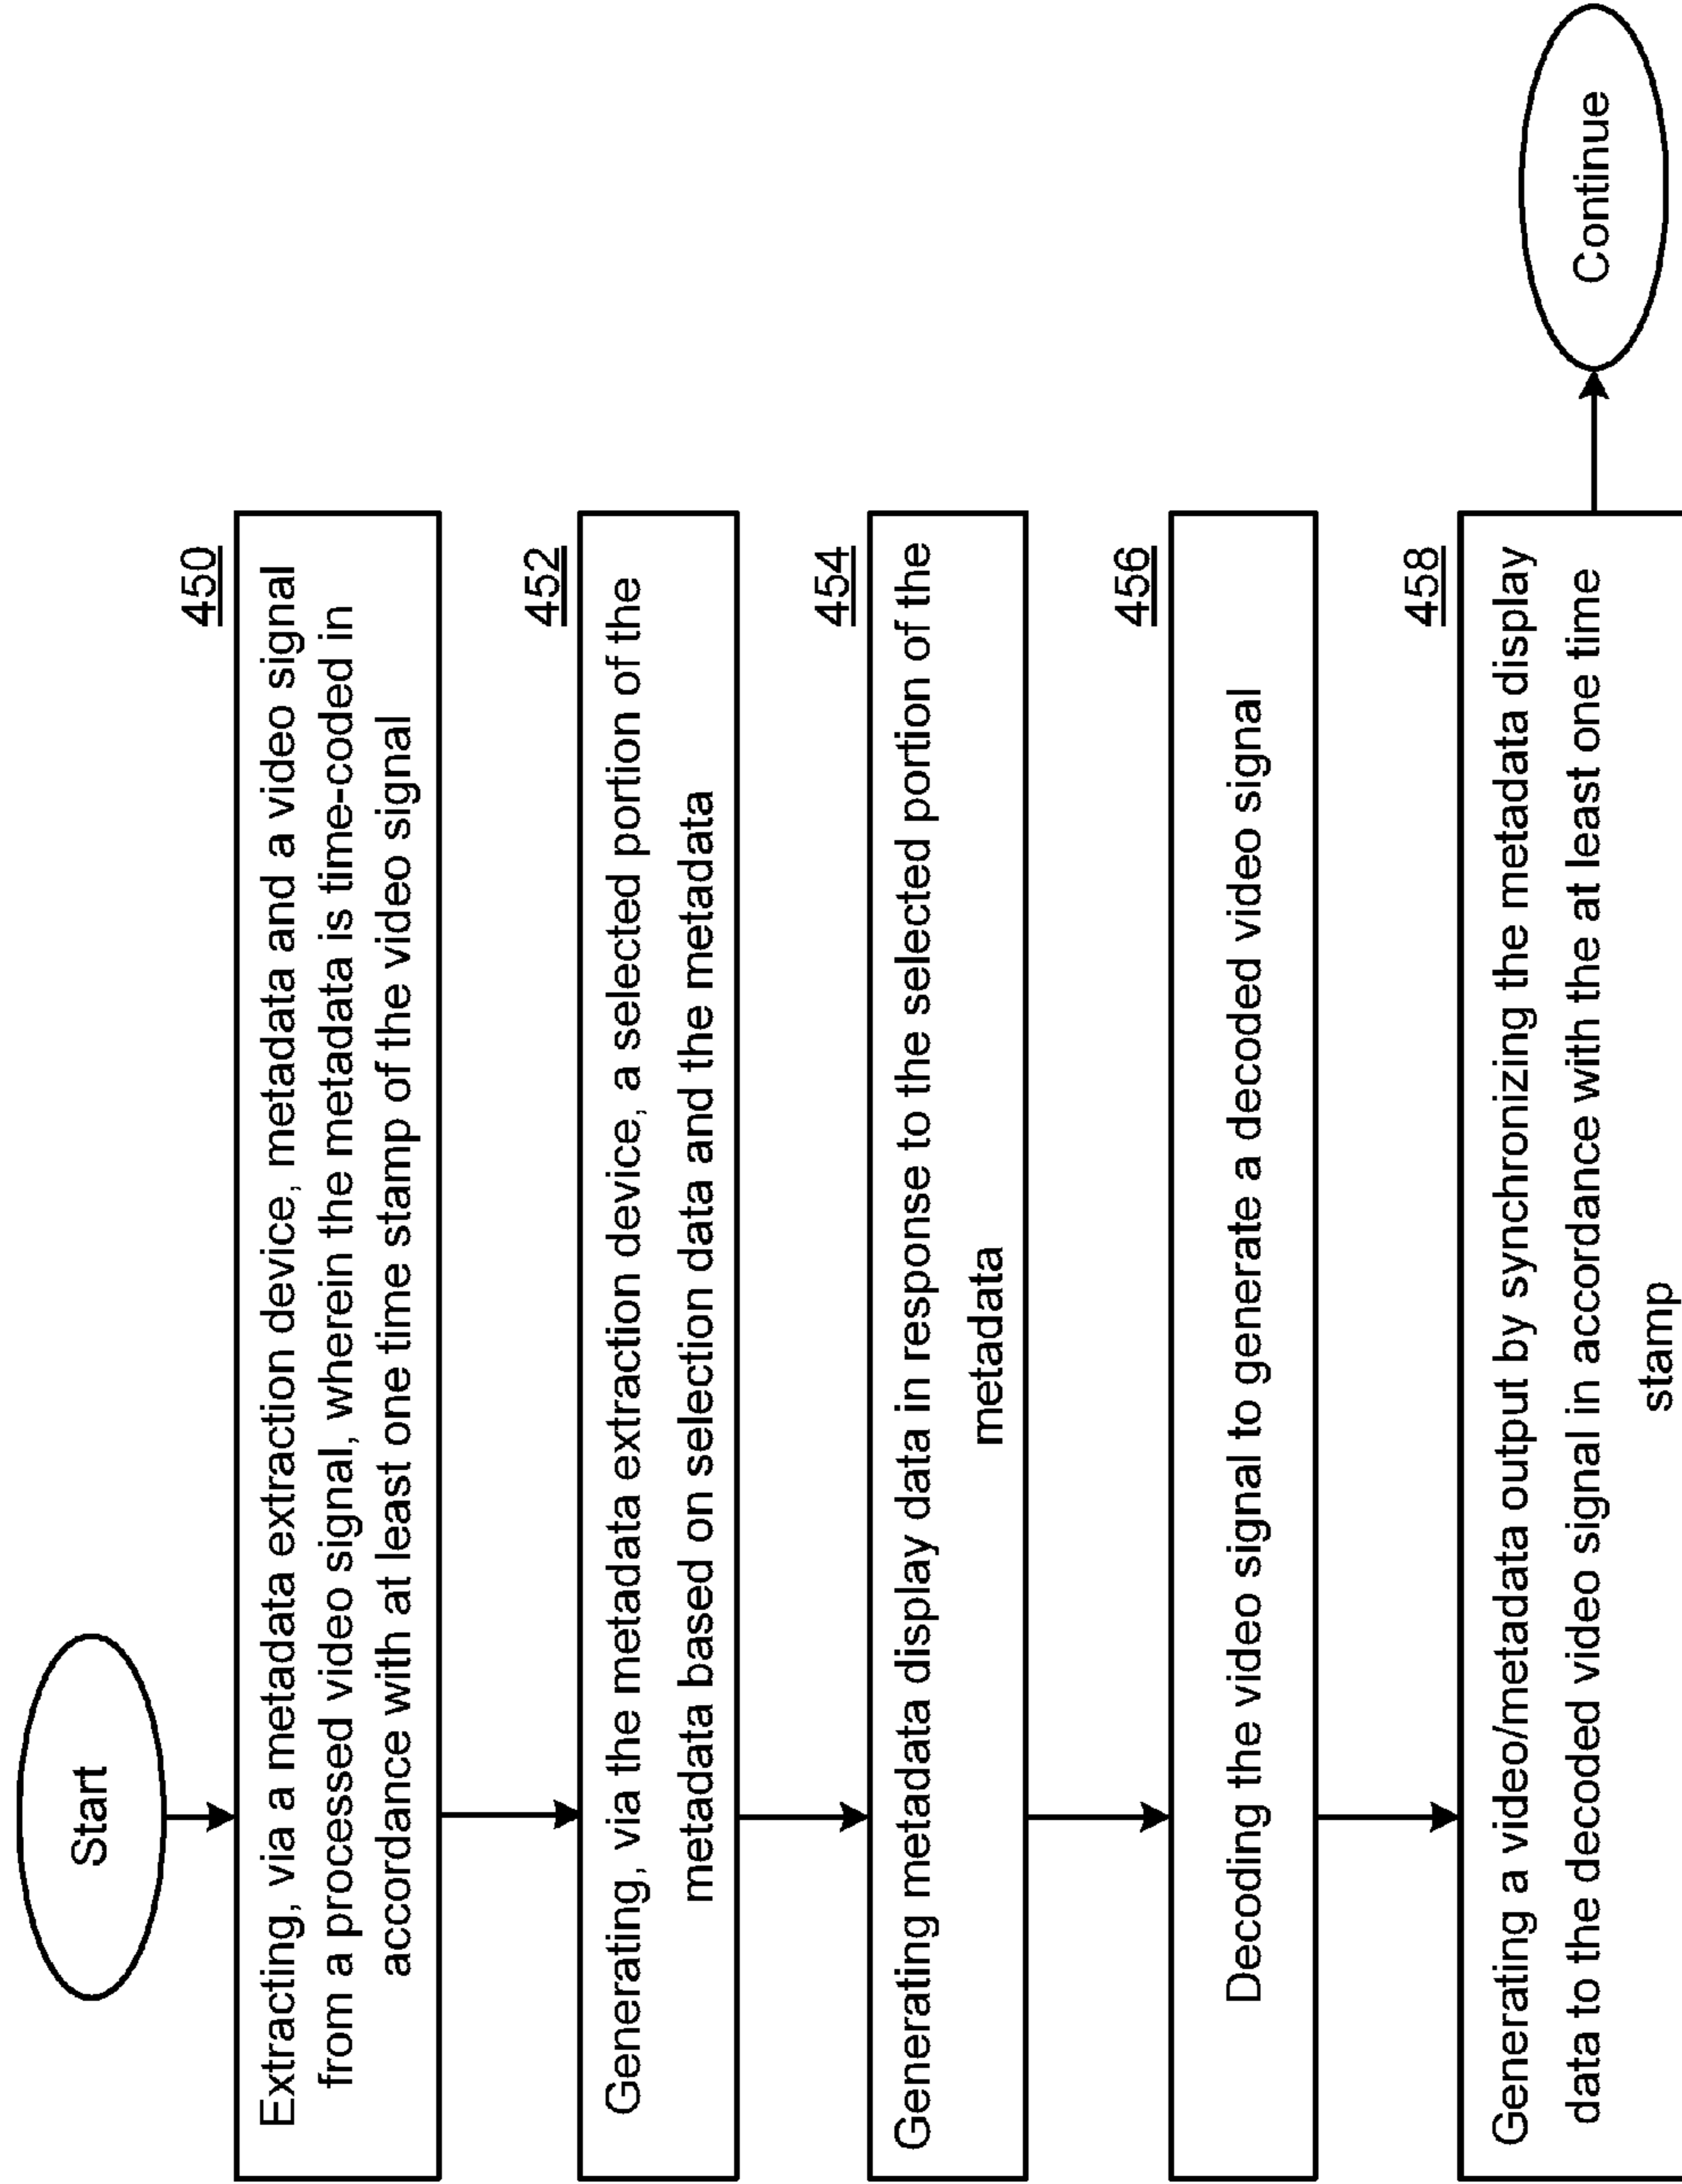 Start
450
Extracting, via a metadata extraction device, metadata and a video signal
from a processed video signal, wherein the metadata is time-coded in
accordance with at least one time stamp of the video signal
452
Generating, via the metadata extraction device, a selected portion of the
metadata based on selection data and the metadata
454
Generating metadata display data in response to the selected portion of the
metadata
456
Decoding the video signal to generate a decoded video signal
458
Generating a video/metadata output by synchronizing the metadata display
data to the decoded video signal in accordance with the at least one time
stamp
Continue